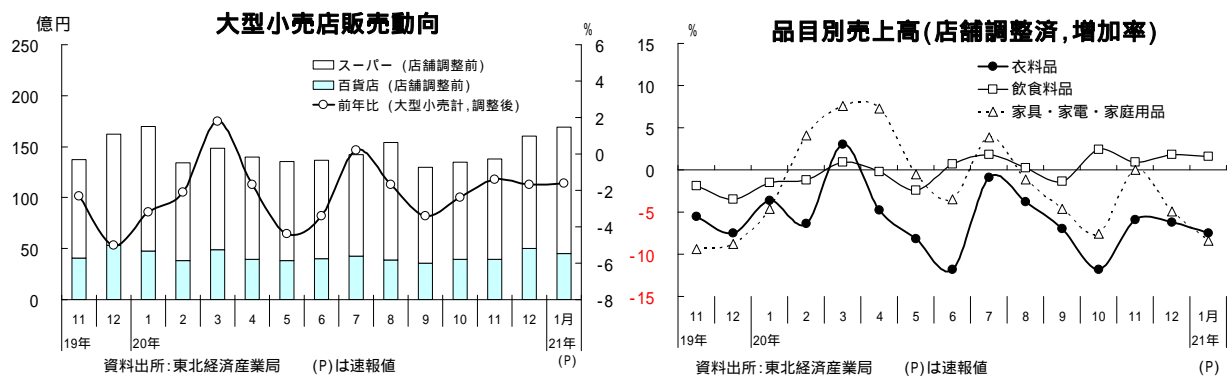 大型小売店販売動向
億円
%
250
200
150
100
50
0
6
4
2
0
-2
-4
-6
-8
スーパー (店舗調整前)
百貨店 (店舗調整前)
前年比 (大型小売計,調整後)
11 12 1 2 3 4 5 6 7 8 9 10 11 12 1月
19年 20年 21年
資料出所:東北経済産業局 (P)は速報値 (P)
品目別売上高(店舗調整済,増加率)
%
15
10
5
0
-5
-10
-15
衣料品
飲食料品
家具・家電・家庭用品
11 12 1 2 3 4 5 6 7 8 9 10 11 12 1月
19年 20年 21年
資料出所:東北経済産業局 (P)は速報値 (P)